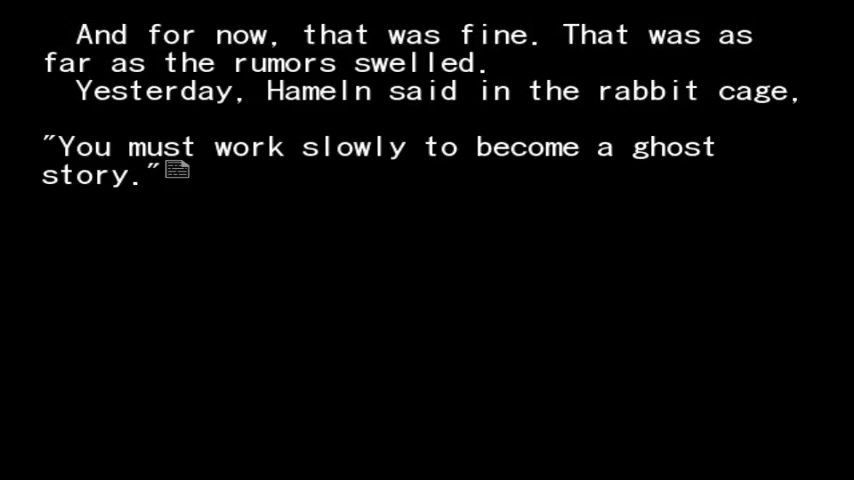 And for now, that was fine. That was as
far as the rumors swelled.
Yesterday, Hameln said in the rabbit cage,
"You must work slowly to become a ghost
story."